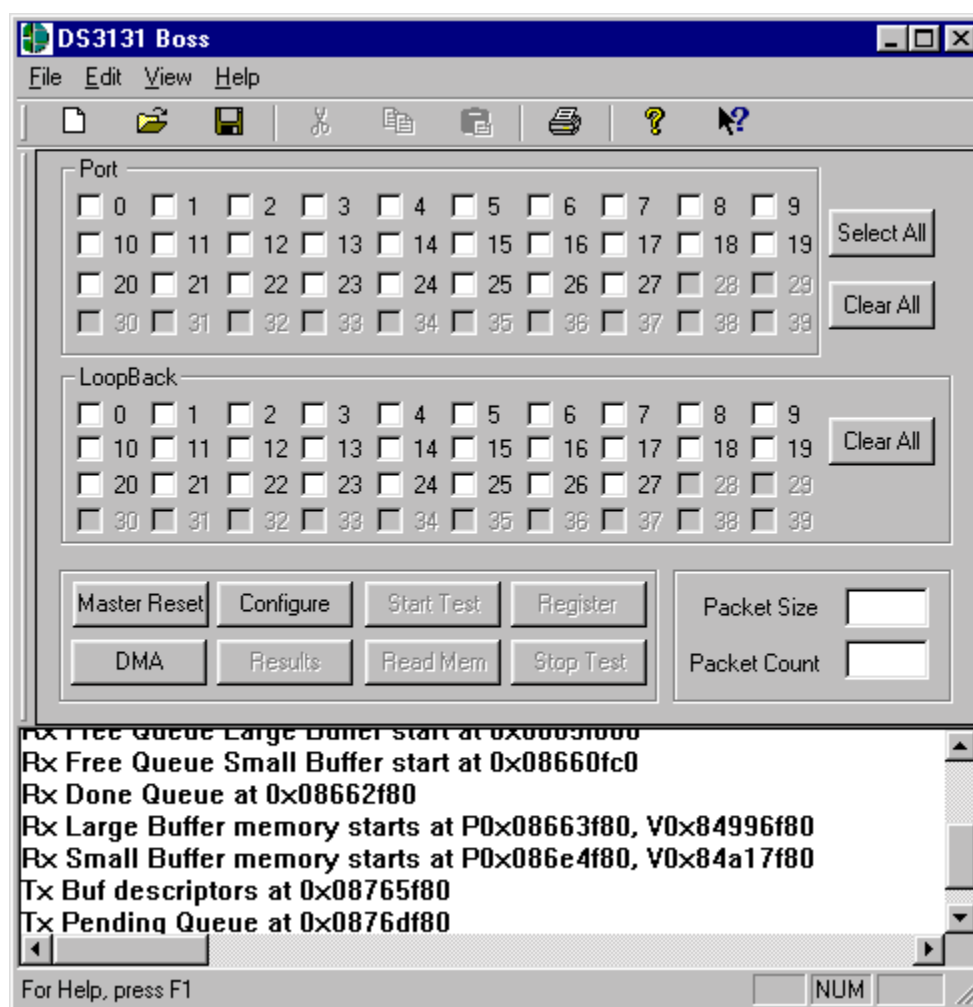 DS3131 Boss
File Edit View Help
Port
0 1 2 3 4 5 6 7 8 9
10 11 12 13 14 15 16 17 18 19
20 21 22 23 24 25 26 27 28 29
30 31 32 33 34 35 36 37 38 39
Select All
Clear All
LoopBack
0 1 2 3 4 5 6 7 8 9
10 11 12 13 14 15 16 17 18 19
20 21 22 23 24 25 26 27 28 29
30 31 32 33 34 35 36 37 38 39
Clear All
Master Reset Configure Start Test Register
DMA Results Read Mem Stop Test
Packet Size
Packet Count
Rx Free Queue Large Buffer start at
Rx Free Queue Small Buffer start at 0x08660fc0
Rx Done Queue at 0x08662f80
Rx Large Buffer memory starts at P0x08663f80, V0x84996f80
Rx Small Buffer memory starts at P0x086e4f80, V0x84a17f80
Tx Buf descriptors at 0x08765f80
Tx Pending Queue at 0x0876df80
For Help, press F1
NUM